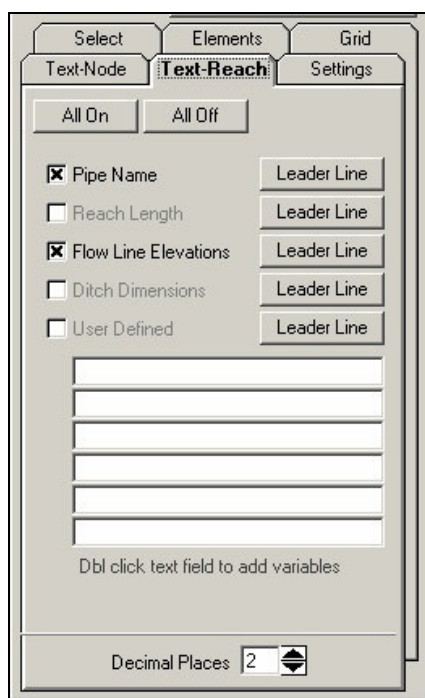 Select Elements Grid
Text-Node Text-Reach Settings
All On All Off
Pipe Name Leader Line
Reach Length Leader Line
Flow Line Elevations Leader Line
Ditch Dimensions Leader Line
User Defined Leader Line
Dbl click text field to add variables
Decimal Places 2